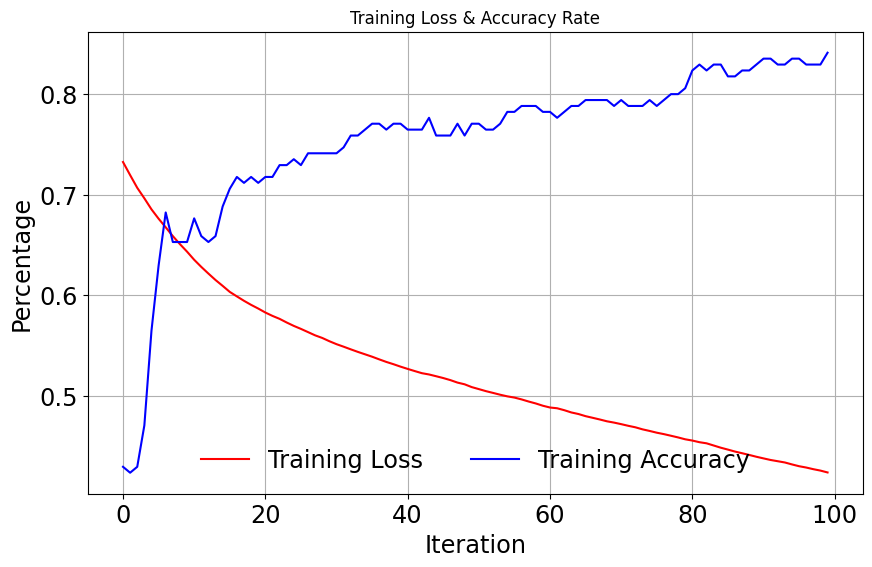 Training Loss & Accuracy Rate
Percentage
0.8
0.7
0.6
0.5
Training Loss Training Accuracy
0 20 40 60 80 100
Iteration